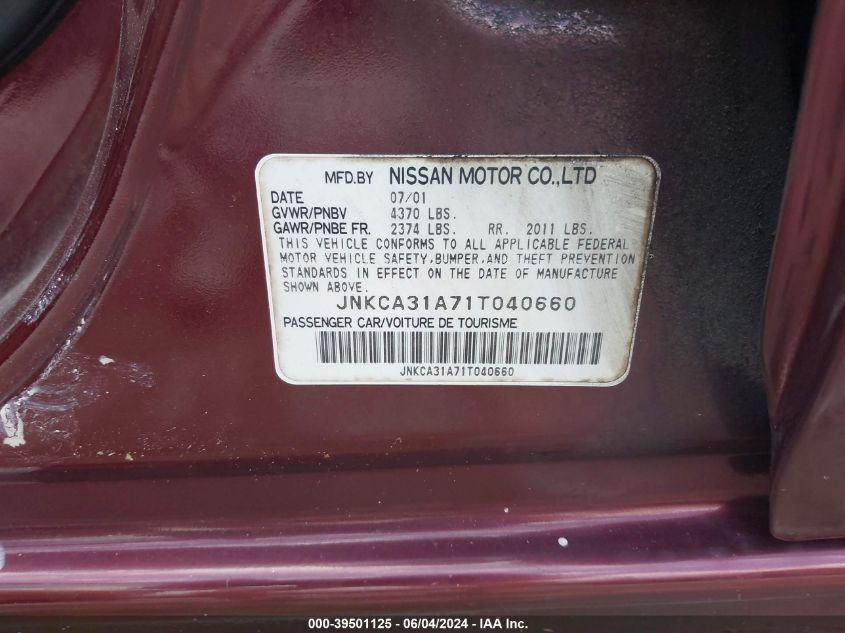 MFD.BY NISSAN MOTOR CO.,LTD
DATE 07/01
GVWR/PNBV 4370 LBS.
GAWR/PNBE FR. 2374 LBS. RR. 2011 LBS.
THIS VEHICLE CONFORMS TO ALL APPLICABLE FEDERAL
MOTOR VEHICLE SAFETY,BUMPER,AND THEFT PREVENTION
STANDARDS IN EFFECT ON THE DATE OF MANUFACTURE
SHOWN ABOVE.
JNKCA31A71T040660
PASSENGER CAR/VOITURE DE TOURISME
JNKCA31A71T040660
000-39501125 - 06/04/2024 - © IAA Inc.